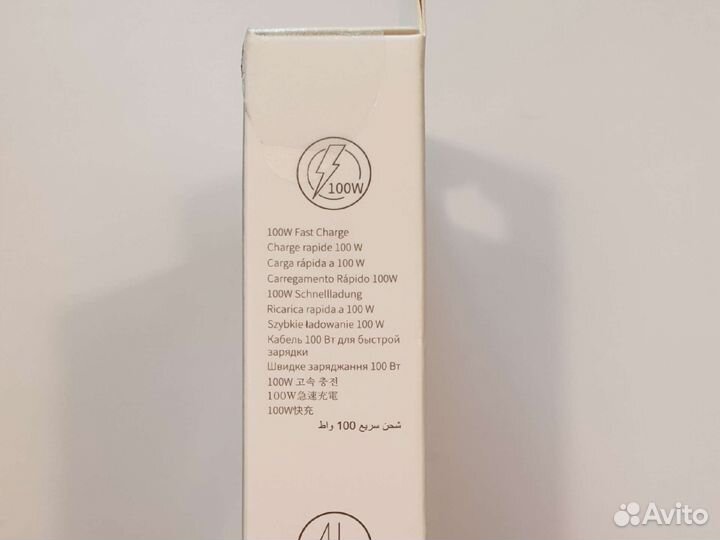 100W
100W Fast Charge
Charge rapide 100 W
Carga rápida a 100 W
Carregamento Rápido 100W
100W Schnellladung
Ricarica rapida a 100 W
Szybkie ładowanie 100 W
Кабель 100 Вт для быстрой
зарядки
Швидке заряджання 100 Вт
100W 고속 충전
100W急速充電
100W快充
شحن سريع 100 واط
Avito